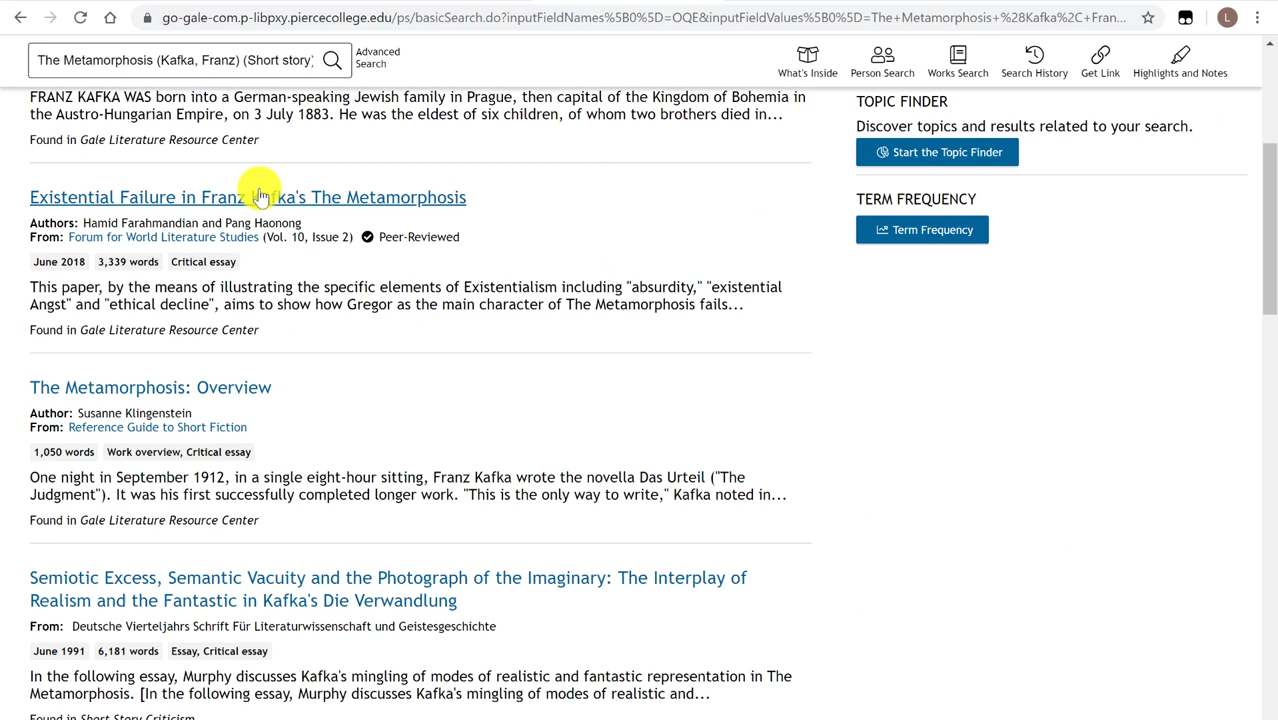 go-gale-com.p-libpxy.piercecollege.edu/ps/basicSearch.do?inputFieldNames%5B0%5D=OQE&inputFieldValues%5B0%5D=The+Metamorphosis+%28Kafka%2C+Fran...
L
The Metamorphosis (Kafka, Franz) (Short story)
Advanced
Search
What's Inside
Person Search
Works Search
Search History
Get Link
Highlights and Notes
FRANZ KAFKA WAS born into a German-speaking Jewish family in Prague, then capital of the Kingdom of Bohemia in
the Austro-Hungarian Empire, on 3 July 1883. He was the eldest of six children, of whom two brothers died in...
Found in Gale Literature Resource Center
Existential Failure in Franz Kafka's The Metamorphosis
Authors: Hamid Farahmandian and Pang Haonong
From: Forum for World Literature Studies (Vol. 10, Issue 2) Peer-Reviewed
June 2018 3,339 words Critical essay
This paper, by the means of illustrating the specific elements of Existentialism including "absurdity," "existential
Angst" and "ethical decline", aims to show how Gregor as the main character of The Metamorphosis fails...
Found in Gale Literature Resource Center
The Metamorphosis: Overview
Author: Susanne Klingenstein
From: Reference Guide to Short Fiction
1,050 words Work overview, Critical essay
One night in September 1912, in a single eight-hour sitting, Franz Kafka wrote the novella Das Urteil ("The
Judgment"). It was his first successfully completed longer work. "This is the only way to write," Kafka noted in...
Found in Gale Literature Resource Center
Semiotic Excess, Semantic Vacuity and the Photograph of the Imaginary: The Interplay of
Realism and the Fantastic in Kafka's Die Verwandlung
From: Deutsche Vierteljahrs Schrift Für Literaturwissenschaft und Geistesgeschichte
June 1991 6,181 words Essay, Critical essay
In the following essay, Murphy discusses Kafka's mingling of modes of realistic and fantastic representation in The
Metamorphosis. [In the following essay, Murphy discusses Kafka's mingling of modes of realistic and...
Found in Short Story Criticism
TOPIC FINDER
Discover topics and results related to your search.
Start the Topic Finder
TERM FREQUENCY
Term Frequency